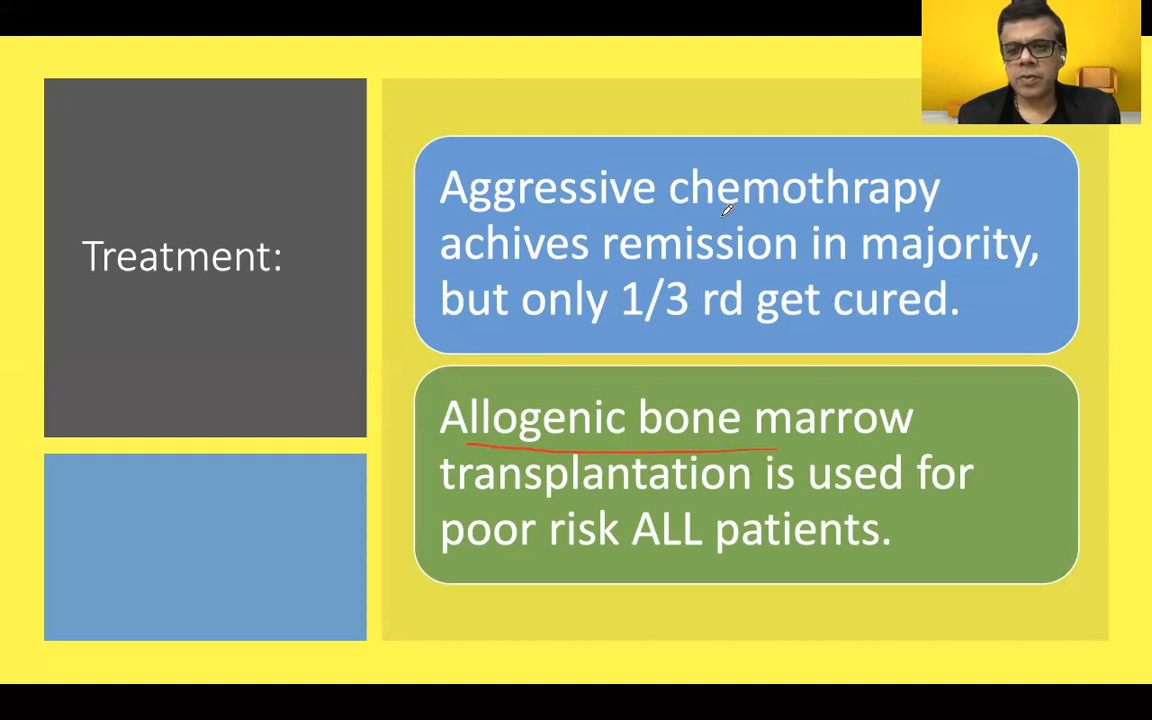 Treatment:
Aggressive chemothrapy
achives remission in majority,
but only 1/3 rd get cured.
Allogenic bone marrow
transplantation is used for
poor risk ALL patients.